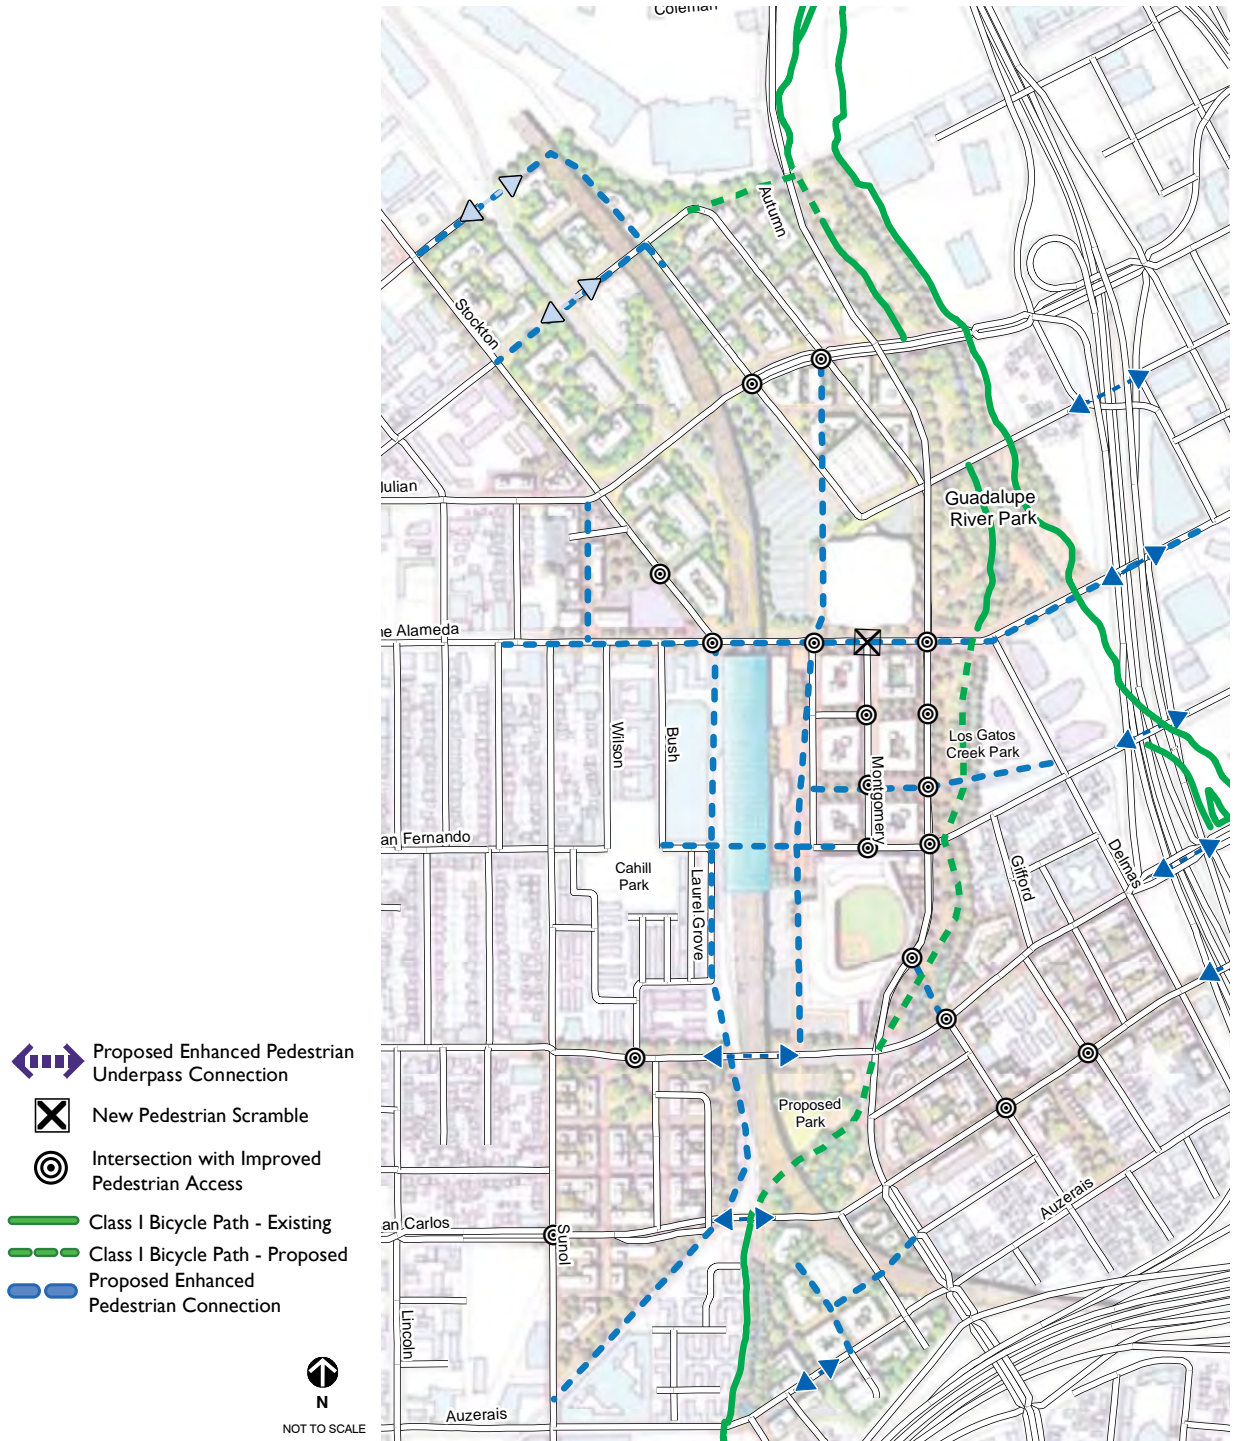 Coleman
Autumn
Stockton
Julian
Guadalupe
River Park
he Alameda
Wilson
Bush
Los Gatos
Creek Park
Montgomery
an Fernando
Cahill
Park
Laurel Grove
Gifford
Delmas
Proposed
Park
Auzerais
an Carlos
Sunol
Lincoln
Auzerais
Proposed Enhanced Pedestrian
Underpass Connection
New Pedestrian Scramble
Intersection with Improved
Pedestrian Access
Class I Bicycle Path - Existing
Class I Bicycle Path - Proposed
Proposed Enhanced
Pedestrian Connection
N
NOT TO SCALE